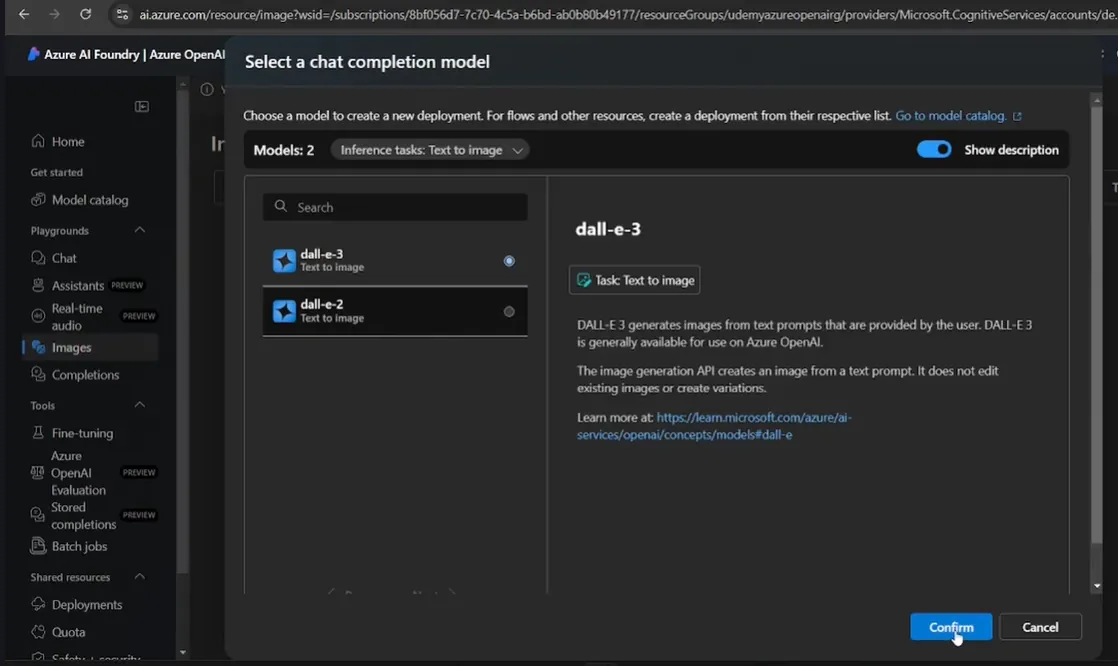 ai.azure.com/resource/image?wsid=/subscriptions/8bf056d7-7c70-4c5a-b6bd-ab0b80b49177/resourceGroups/udemyazureopenairg/providers/Microsoft.CognitiveServices/accounts/de
Azure AI Foundry | Azure OpenAI
Select a chat completion model
Choose a model to create a new deployment. For flows and other resources, create a deployment from their respective list. Go to model catalog.
Models: 2
Inference tasks: Text to image
Show description
Home
Get started
Model catalog
Playgrounds
Chat
Assistants PREVIEW
Real-time
audio
PREVIEW
Images
Completions
Tools
Fine-tuning
Azure
OpenAI
Evaluation
PREVIEW
Stored
completions
PREVIEW
Batch jobs
Shared resources
Deployments
Quota
Safety + security
Search
dall-e-3
Text to image
dall-e-2
Text to image
dall-e-3
Task: Text to image
DALL-E 3 generates images from text prompts that are provided by the user. DALL-E 3
is generally available for use on Azure OpenAI.
The image generation API creates an image from a text prompt. It does not edit
existing images or create variations.
Learn more at: https://learn.microsoft.com/azure/ai-
services/openai/concepts/models#dall-e
Confirm
Cancel